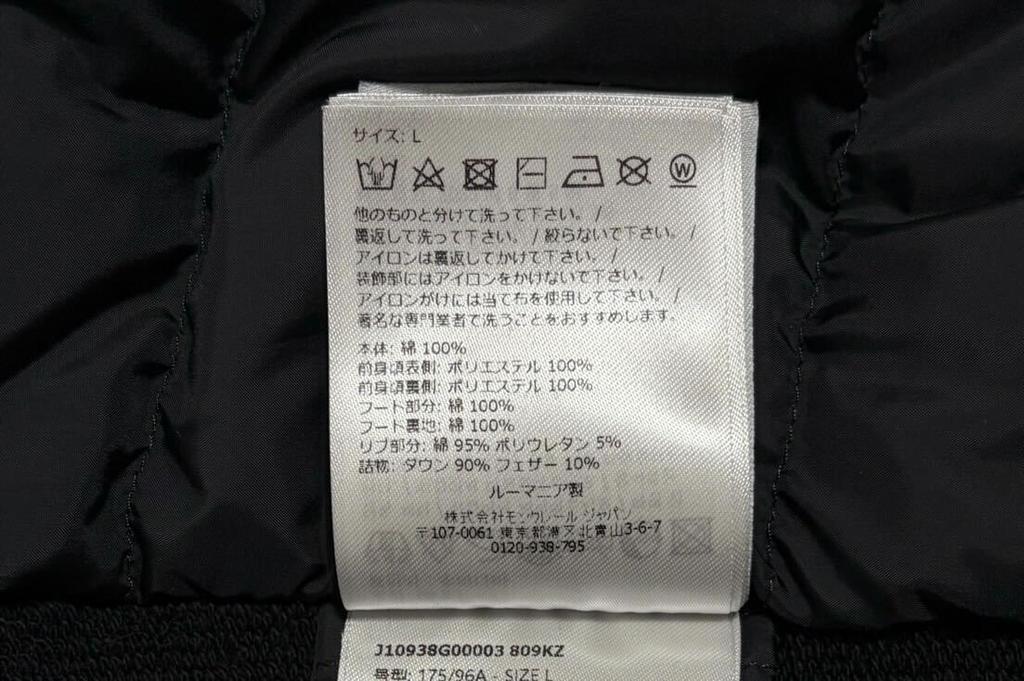 サイズ: L
他のものと分けて洗って下さい。 /
裏返して洗って下さい。 / 絞らないで下さい。 /
アイロンは裏返してかけて下さい。 /
装飾部にはアイロンをかけないで下さい。 /
アイロンがけには当て布を使用して下さい。 /
著名な専門業者で洗うことをおすすめします。
本体: 綿 100%
前身頃表側: ポリエステル 100%
前身頃裏側: ポリエステル 100%
フート部分: 綿 100%
フート裏地: 綿 100%
リブ部分: 綿 95% ポリウレタン 5%
詰物: ダウン 90% フェザー 10%
ルーマニア製
株式会社モンクレール ジャパン
〒107-0061 東京都港区北青山3-6-7
0120-938-795
J10938G00003 809KZ
号型: 175/96A - SIZE L